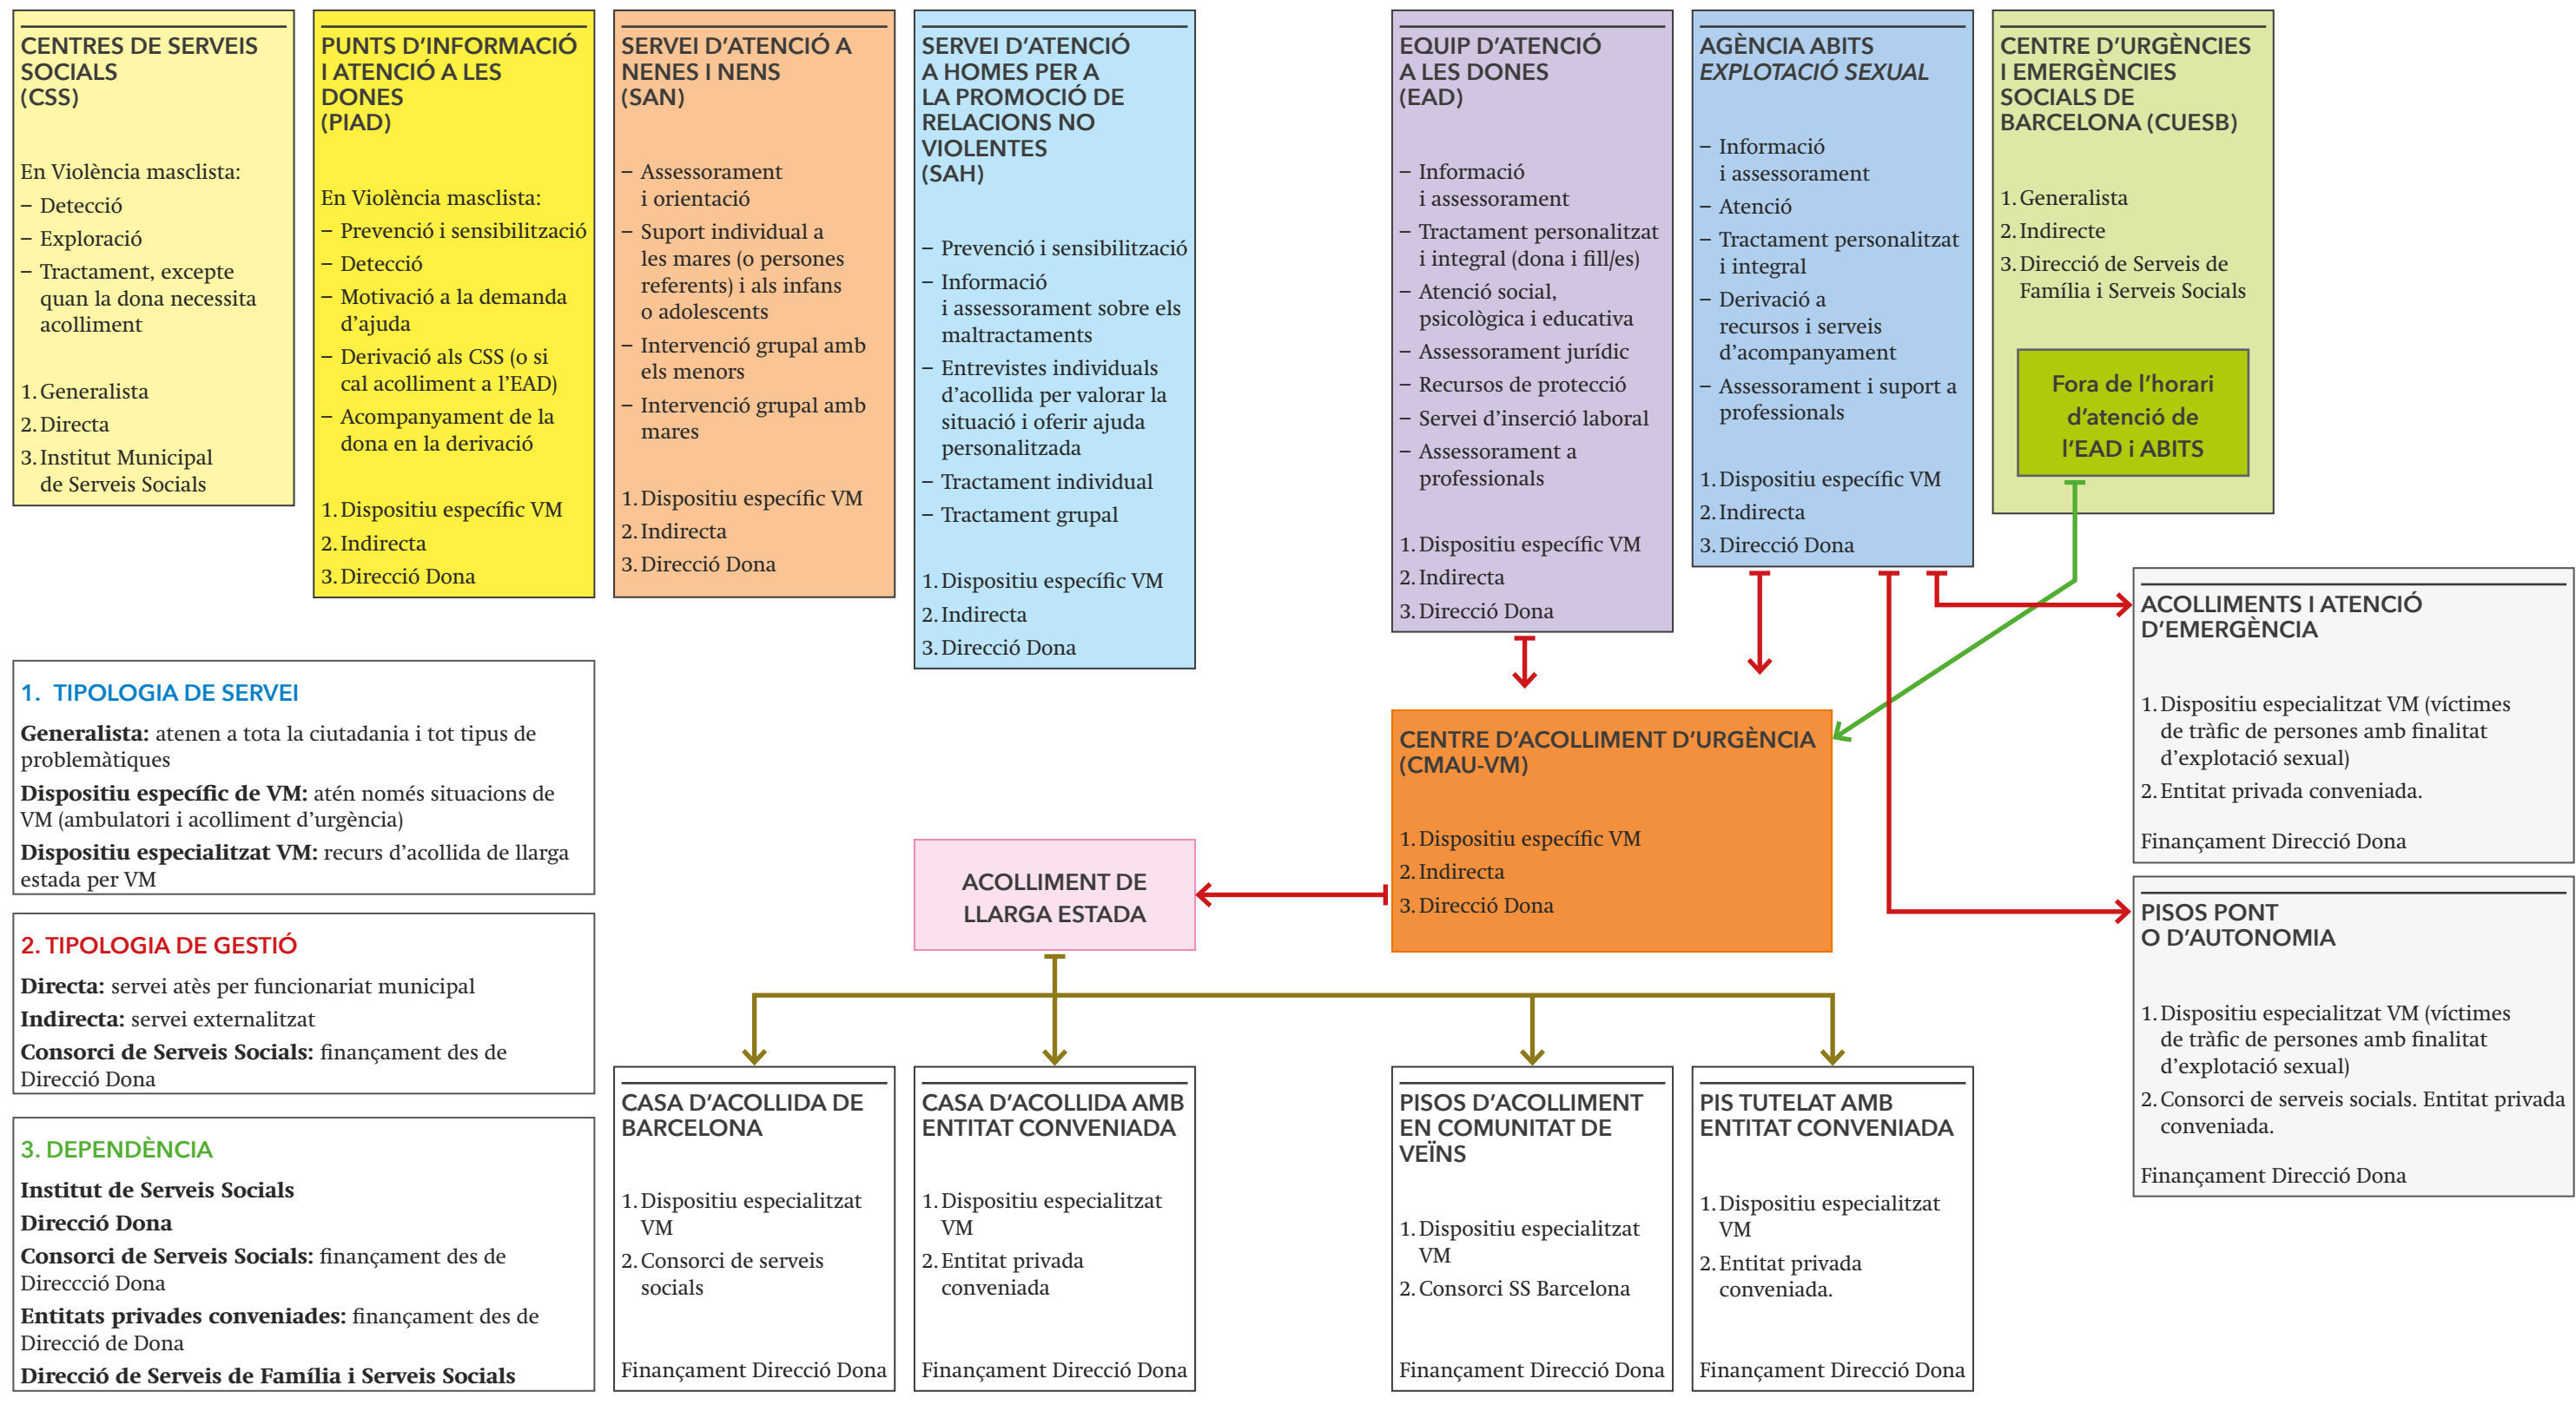 CENTRES DE SERVEIS
SOCIALS
(CSS)
En Violència masclista:
– Detecció
– Exploració
– Tractament, excepte
quan la dona necessita
acolliment
1. Generalista
2. Directa
3. Institut Municipal
de Serveis Socials
PUNTS D'INFORMACIÓ
I ATENCIÓ A LES
DONES
(PIAD)
En Violència masclista:
– Prevenció i sensibilització
– Detecció
– Motivació a la demanda
d'ajuda
– Derivació als CSS (o si
cal acolliment a l'EAD)
– Acompanyament de la
dona en la derivació
1. Dispositiu específic VM
2. Indirecta
3. Direcció Dona
SERVEI D'ATENCIÓ A
NENES I NENS
(SAN)
– Assessorament
i orientació
– Suport individual a
les mares (o persones
referents) i als infans
o adolescents
– Intervenció grupal amb
els menors
– Intervenció grupal amb
mares
1. Dispositiu específic VM
2. Indirecta
3. Direcció Dona
SERVEI D'ATENCIÓ
A HOMES PER A
LA PROMOCIÓ DE
RELACIONS NO
VIOLENTES
(SAH)
– Prevenció i sensibilització
– Informació
i assessorament sobre els
maltractaments
– Entrevistes individuals
d'acollida per valorar la
situació i oferir ajuda
personalitzada
– Tractament individual
– Tractament grupal
1. Dispositiu específic VM
2. Indirecta
3. Direcció Dona
EQUIP D'ATENCIÓ
A LES DONES
(EAD)
– Informació
i assessorament
– Tractament personalitzat
i integral (dona i fill/es)
– Atenció social,
psicològica i educativa
– Assessorament jurídic
– Recursos de protecció
– Servei d'inserció laboral
– Assessorament a
professionals
1. Dispositiu específic VM
2. Indirecta
3. Direcció Dona
AGÈNCIA ABITS
EXPLOTACIÓ SEXUAL
– Informació
i assessorament
– Atenció
– Tractament personalitzat
i integral
– Derivació a
recursos i serveis
d'acompanyament
– Assessorament i suport a
professionals
1. Dispositiu específic VM
2. Indirecta
3. Direcció Dona
CENTRE D'URGÈNCIES
I EMERGÈNCIES
SOCIALS DE
BARCELONA (CUESB)
1. Generalista
2. Indirecte
3. Direcció de Serveis de
Família i Serveis Socials
Fora de l'horari
d'atenció de
l'EAD i ABITS
1. TIPOLOGIA DE SERVEI
Generalista: atenen a tota la ciutadania i tot tipus de
problemàtiques
Dispositiu específic de VM: atén només situacions de
VM (ambulatori i acolliment d'urgència)
Dispositiu especialitzat VM: recurs d'acollida de llarga
estada per VM
2. TIPOLOGIA DE GESTIÓ
Directa: servei atès per funcionariat municipal
Indirecta: servei externalitzat
Consorci de Serveis Socials: finançament des de
Direcció Dona
3. DEPENDÈNCIA
Institut de Serveis Socials
Direcció Dona
Consorci de Serveis Socials: finançament des de
Direccció Dona
Entitats privades conveniades: finançament des de
Direcció de Dona
Direcció de Serveis de Família i Serveis Socials
CENTRE D'ACOLLIMENT D'URGÈNCIA
(CMAU-VM)
1. Dispositiu específic VM
2. Indirecta
3. Direcció Dona
ACOLLIMENT DE
LLARGA ESTADA
ACOLLIMENTS I ATENCIÓ
D'EMERGÈNCIA
1. Dispositiu especialitzat VM (víctimes
de tràfic de persones amb finalitat
d'explotació sexual)
2. Entitat privada conveniada.
Finançament Direcció Dona
PISOS PONT
O D'AUTONOMIA
1. Dispositiu especialitzat VM (víctimes
de tràfic de persones amb finalitat
d'explotació sexual)
2. Consorci de serveis socials. Entitat privada
conveniada.
Finançament Direcció Dona
CASA D'ACOLLIDA DE
BARCELONA
1. Dispositiu especialitzat
VM
2. Consorci de serveis
socials
Finançament Direcció Dona
CASA D'ACOLLIDA AMB
ENTITAT CONVENIADA
1. Dispositiu especialitzat
VM
2. Entitat privada
conveniada
Finançament Direcció Dona
PISOS D'ACOLLIMENT
EN COMUNITAT DE
VEÏNS
1. Dispositiu especialitzat
VM
2. Consorci SS Barcelona
Finançament Direcció Dona
PIS TUTELAT AMB
ENTITAT CONVENIADA
1. Dispositiu especialitzat
VM
2. Entitat privada
conveniada.
Finançament Direcció Dona